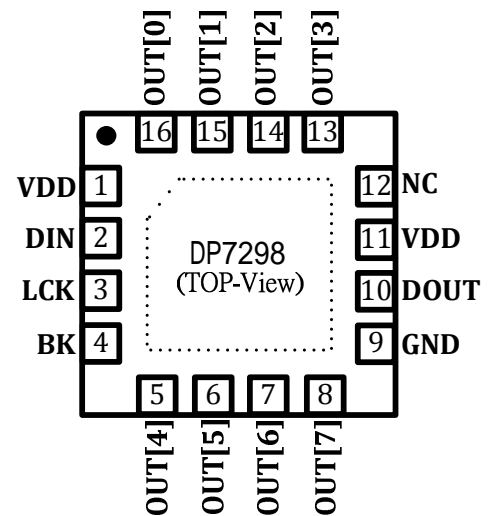 OUT[0] OUT[1] OUT[2] OUT[3]
16 15 14 13
VDD 1 12 NC
DIN 2 11 VDD
DP7298
(TOP-View)
LCK 3 10 DOUT
BK 4 9 GND
5 6 7 8
OUT[4] OUT[5] OUT[6] OUT[7]